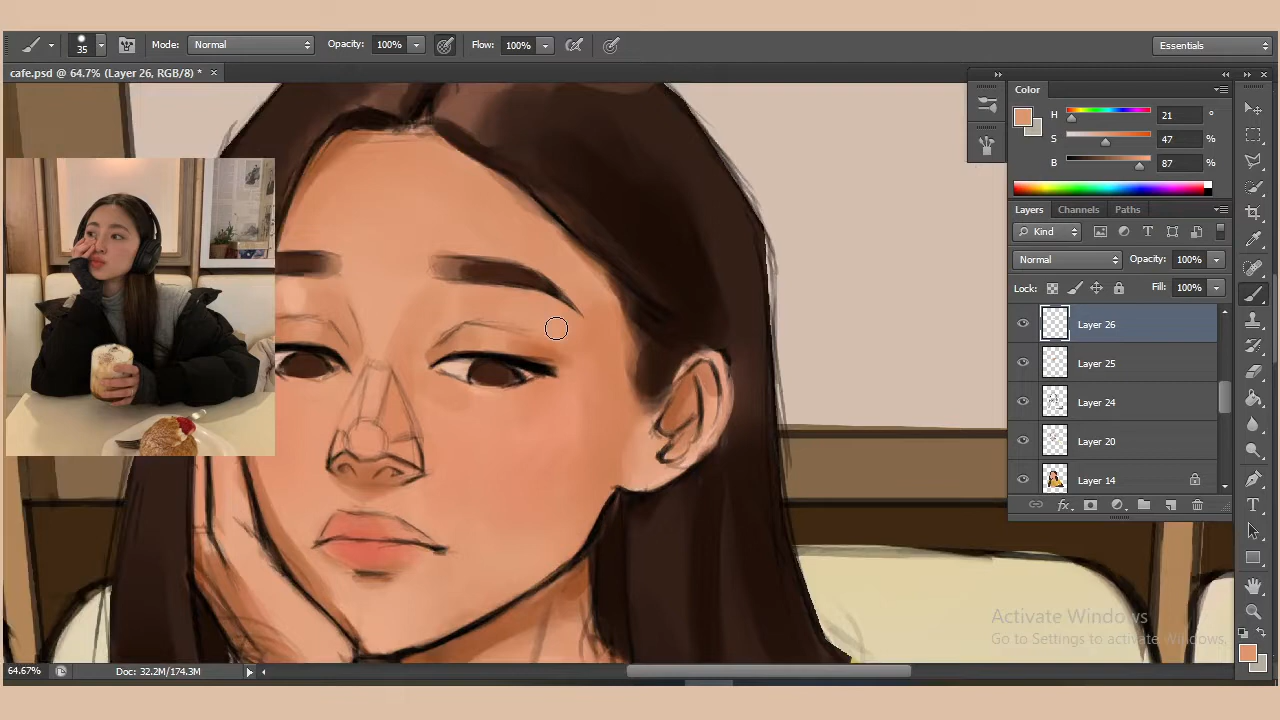 35
Mode: Normal
Opacity: 100%
Flow: 100%
Essentials
cafe.psd @ 64.7% (Layer 26, RGB/8) *
Color
H 21 °
S 47 %
B 87 %
Layers Channels Paths
Kind
Normal Opacity: 100%
Lock: Fill: 100%
Layer 26
Layer 25
Layer 24
Layer 20
Layer 14
fx
Activate Windows
Go to Settings to activate Windows.
64.67% Doc: 32.2M/174.3M